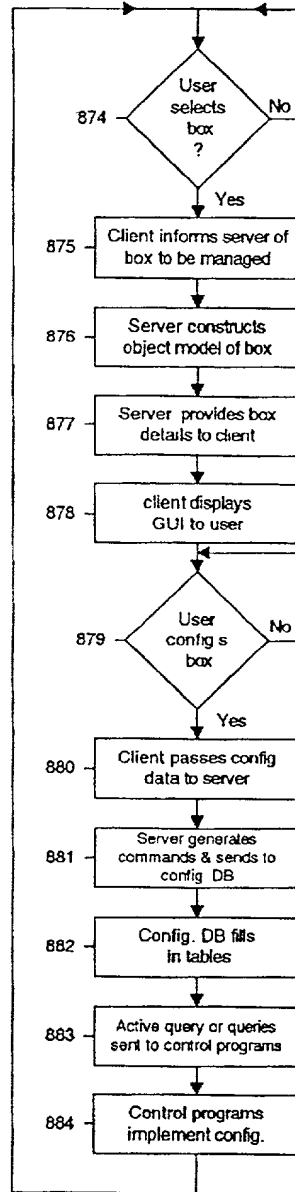 874
User
selects
box
?
No
Yes
875
Client informs server of
box to be managed
876
Server constructs
object model of box
877
Server provides box
details to client
878
client displays
GUI to user
879
User
config s
box
No
Yes
880
Client passes config
data to server
881
Server generates
commands & sends to
config. DB
882
Config. DB fills
in tables
883
Active query or queries
sent to control programs
884
Control programs
implement config.